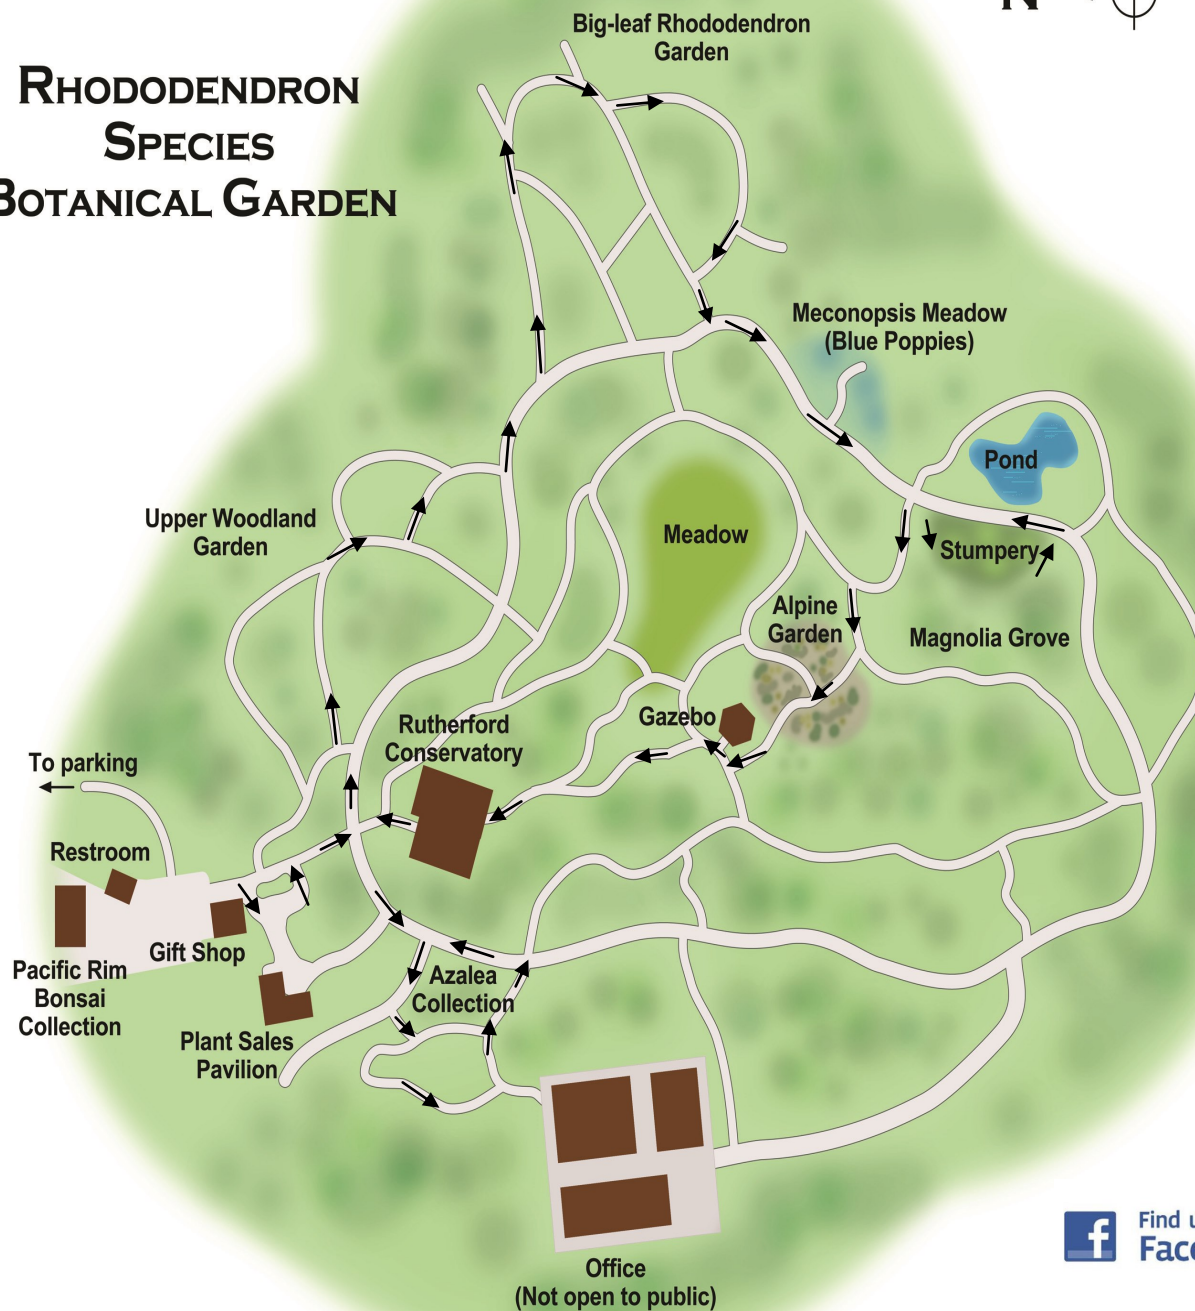 N
Big-leaf Rhododendron
Garden
RHODODENDRON
SPECIES
BOTANICAL GARDEN
Meconopsis Meadow
(Blue Poppies)
Pond
Upper Woodland
Garden
Meadow
Stumpery
Alpine
Garden
Magnolia Grove
Gazebo
Rutherford
Conservatory
To parking
Restroom
Gift Shop
Pacific Rim
Bonsai
Collection
Azalea
Collection
Plant Sales
Pavilion
Find
f
Office
(Not open to public)